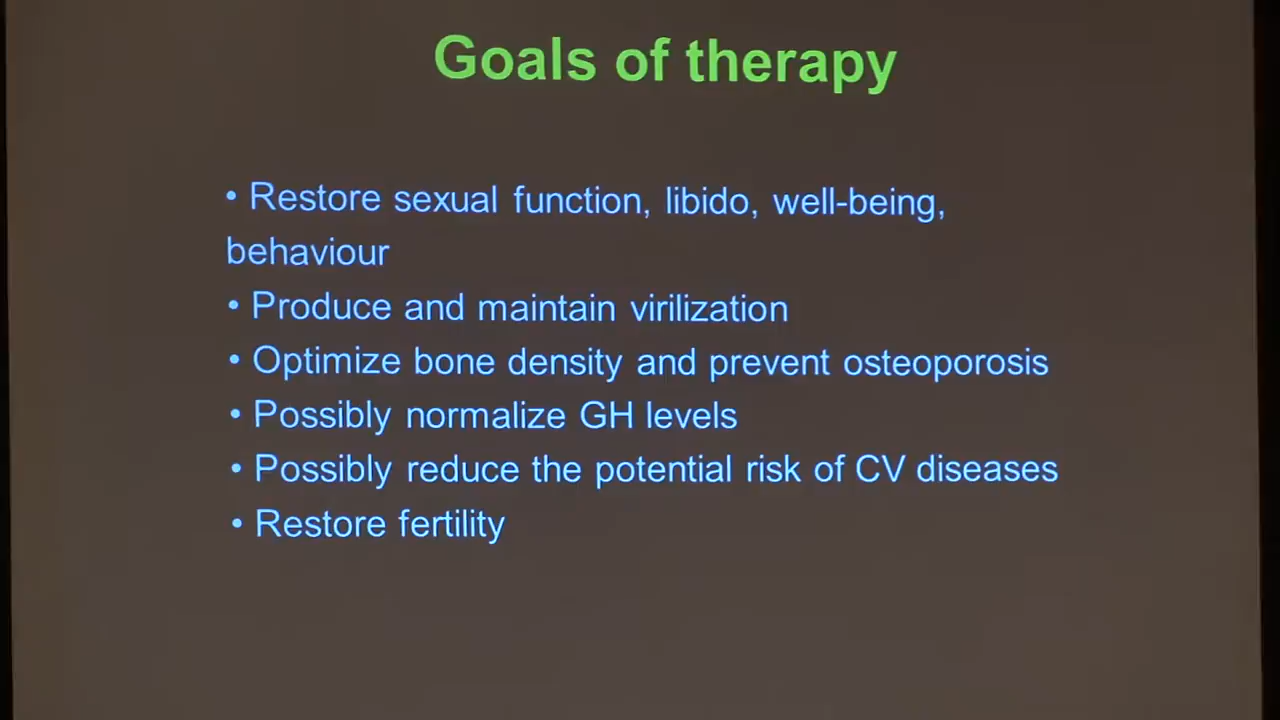 Goals of therapy
• Restore sexual function, libido, well-being,
behaviour
• Produce and maintain virilization
• Optimize bone density and prevent osteoporosis
• Possibly normalize GH levels
• Possibly reduce the potential risk of CV diseases
• Restore fertility